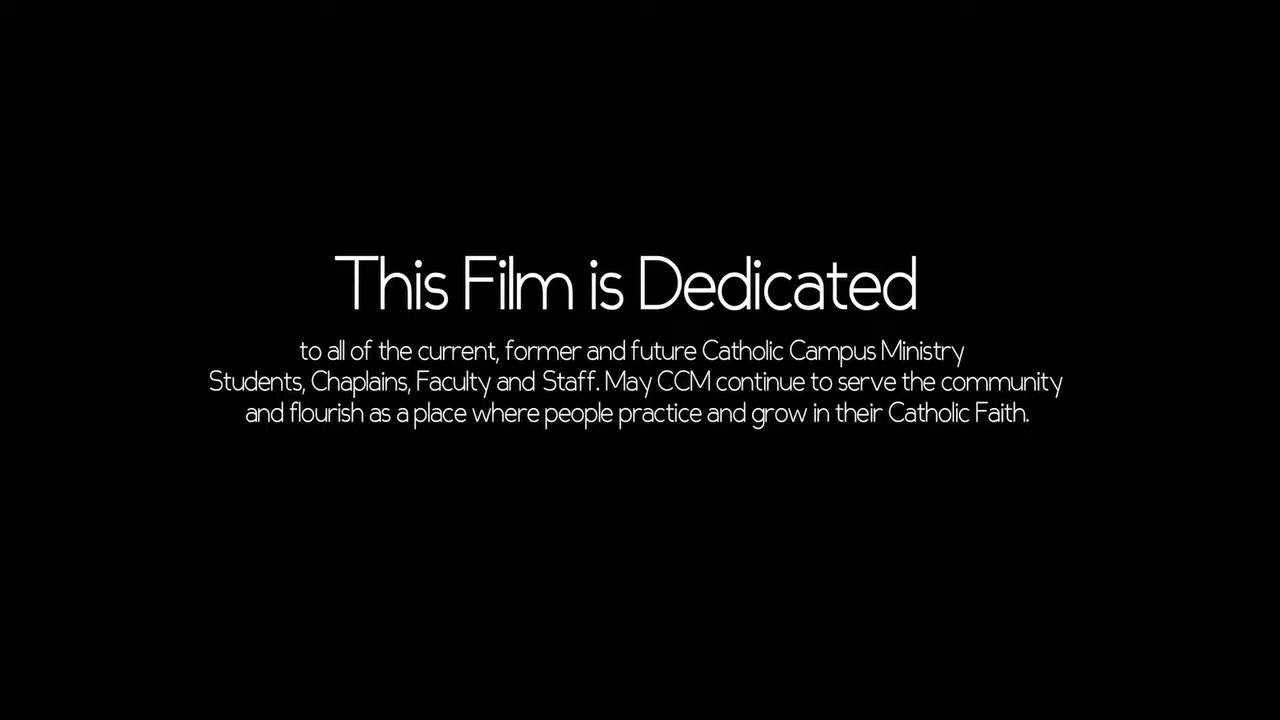 This Film is Dedicated
to all of the current, former and future Catholic Campus Ministry
Students, Chaplains, Faculty and Staff. May CCM continue to serve the community
and flourish as a place where people practice and grow in their Catholic Faith.